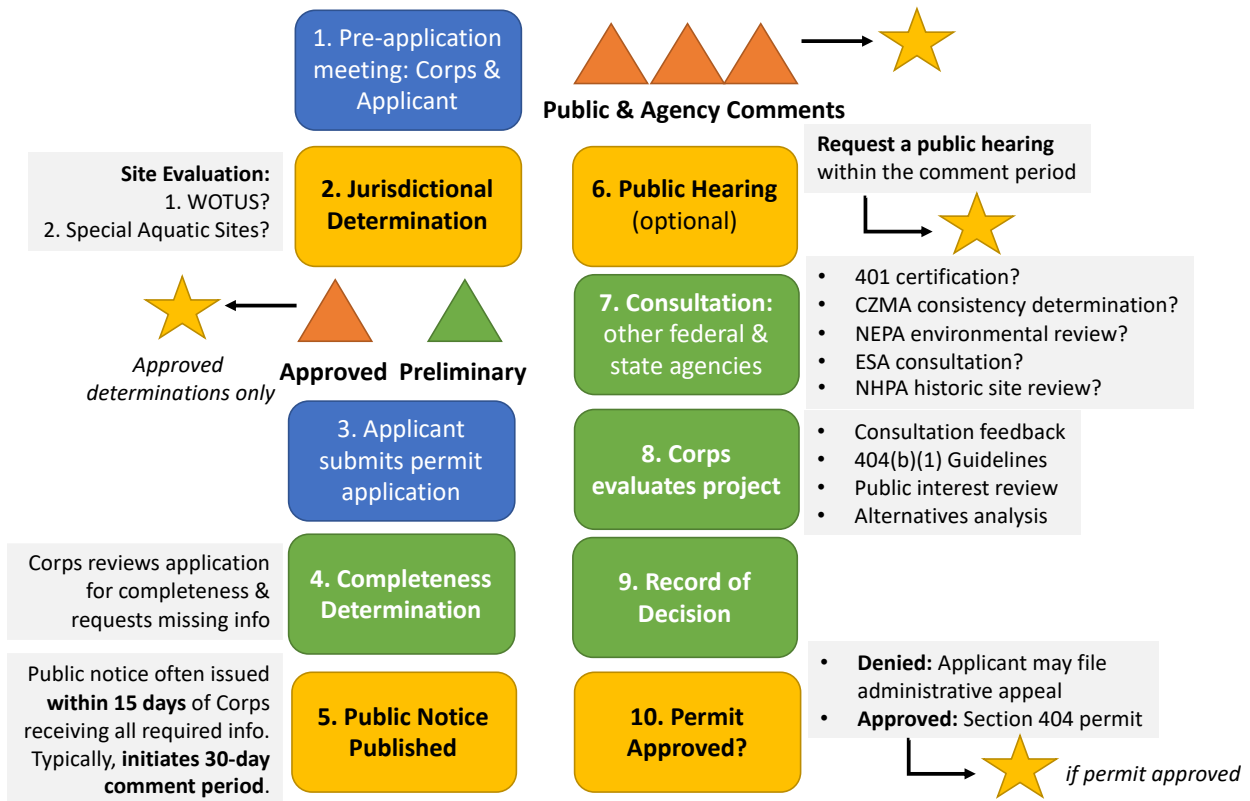 1. Pre-application
meeting: Corps &
Applicant
Site Evaluation:
1. WOTUS?
2. Special Aquatic Sites?
2. Jurisdictional
Determination
Approved
determinations only
Approved
Preliminary
3. Applicant
submits permit
application
Corps reviews application
for completeness &
requests missing info
4. Completeness
Determination
Public notice often issued
within 15 days of Corps
receiving all required info.
Typically, initiates 30-day
comment period.
5. Public Notice
Published
Public & Agency Comments
6. Public Hearing
(optional)
Request a public hearing
within the comment period
7. Consultation:
other federal &
state agencies
• 401 certification?
• CZMA consistency determination?
• NEPA environmental review?
• ESA consultation?
• NHPA historic site review?
8. Corps
evaluates project
• Consultation feedback
• 404(b)(1) Guidelines
• Public interest review
• Alternatives analysis
9. Record of
Decision
10. Permit
Approved?
• Denied: Applicant may file
administrative appeal
• Approved: Section 404 permit
if permit approved